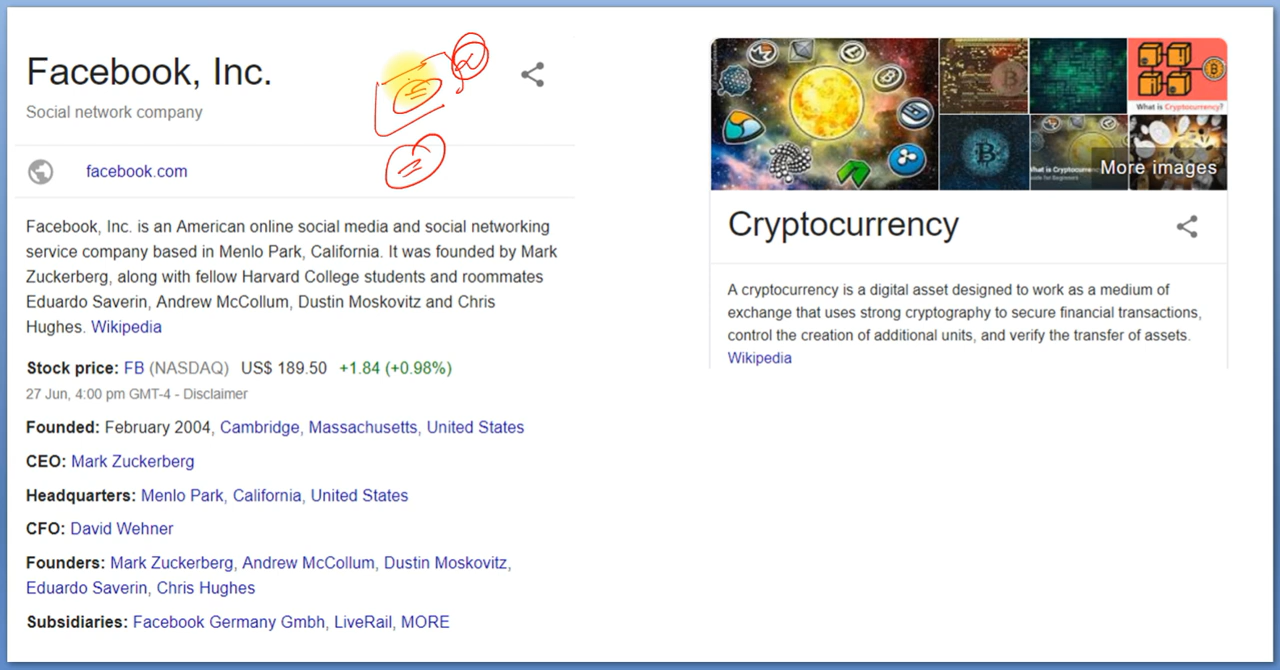 Facebook, Inc.
Social network company
facebook.com
Facebook, Inc. is an American online social media and social networking
service company based in Menlo Park, California. It was founded by Mark
Zuckerberg, along with fellow Harvard College students and roommates
Eduardo Saverin, Andrew McCollum, Dustin Moskovitz and Chris
Hughes. Wikipedia
Stock price: FB (NASDAQ) US$ 189.50 +1.84 (+0.98%)
27 Jun, 4:00 pm GMT-4 - Disclaimer
Founded: February 2004, Cambridge, Massachusetts, United States
CEO: Mark Zuckerberg
Headquarters: Menlo Park, California, United States
CFO: David Wehner
Founders: Mark Zuckerberg, Andrew McCollum, Dustin Moskovitz,
Eduardo Saverin, Chris Hughes
Subsidiaries: Facebook Germany Gmbh, LiveRail, MORE
What is Cryptocurrency?
More images
Cryptocurrency
A cryptocurrency is a digital asset designed to work as a medium of
exchange that uses strong cryptography to secure financial transactions,
control the creation of additional units, and verify the transfer of assets.
Wikipedia